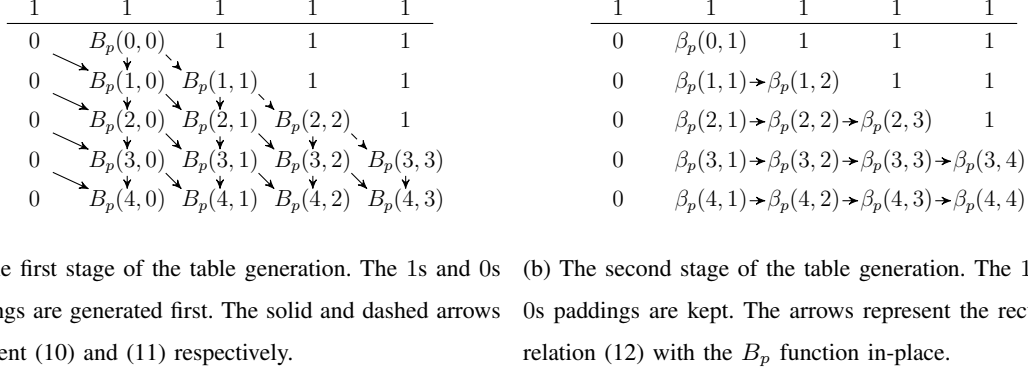 1 1 1 1 1
0 B_p(0, 0) 1 1 1
0 B_p(1, 0) B_p(1, 1) 1 1
0 B_p(2, 0) B_p(2, 1) B_p(2, 2) 1
0 B_p(3, 0) B_p(3, 1) B_p(3, 2) B_p(3, 3)
0 B_p(4, 0) B_p(4, 1) B_p(4, 2) B_p(4, 3)
first stage of the table generation. The 1s and 0s
are generated first. The solid and dashed arrows
(10) and (11) respectively.
1 1 1 1 1
0 β_p(0, 1) 1 1 1
0 β_p(1, 1) β_p(1, 2) 1 1
0 β_p(2, 1) β_p(2, 2) β_p(2, 3) 1
0 β_p(3, 1) β_p(3, 2) β_p(3, 3) β_p(3, 4)
0 β_p(4, 1) β_p(4, 2) β_p(4, 3) β_p(4, 4)
(b) The second stage of the table generation. The 1
0s paddings are kept. The arrows represent the rec
relation (12) with the B_p function in-place.